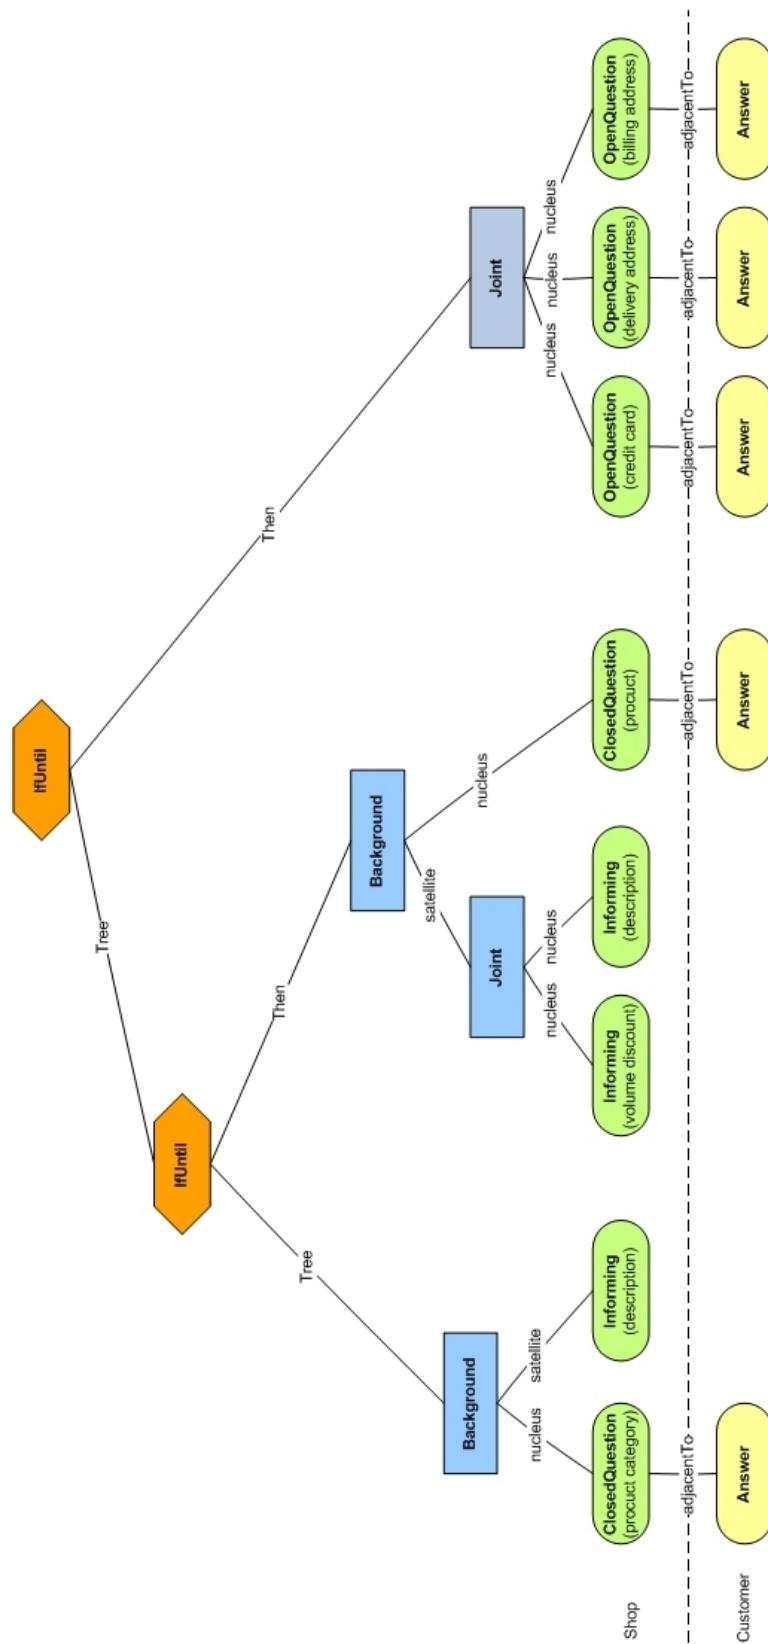 IfUntil
Tree
Then
IfUntil
Tree
Then
Background
satellite
nucleus
Joint
nucleus
nucleus
Joint
nucleus
nucleus
nucleus
Background
nucleus
satellite
Shop
ClosedQuestion
(procuct category)
Informing
(description)
Informing
(volume discount)
Informing
(description)
ClosedQuestion
(procuct)
OpenQuestion
(credit card)
OpenQuestion
(delivery address)
OpenQuestion
(billing address)
adjacentTo
adjacentTo
adjacentTo
adjacentTo
adjacentTo
Customer
Answer
Answer
Answer
Answer
Answer